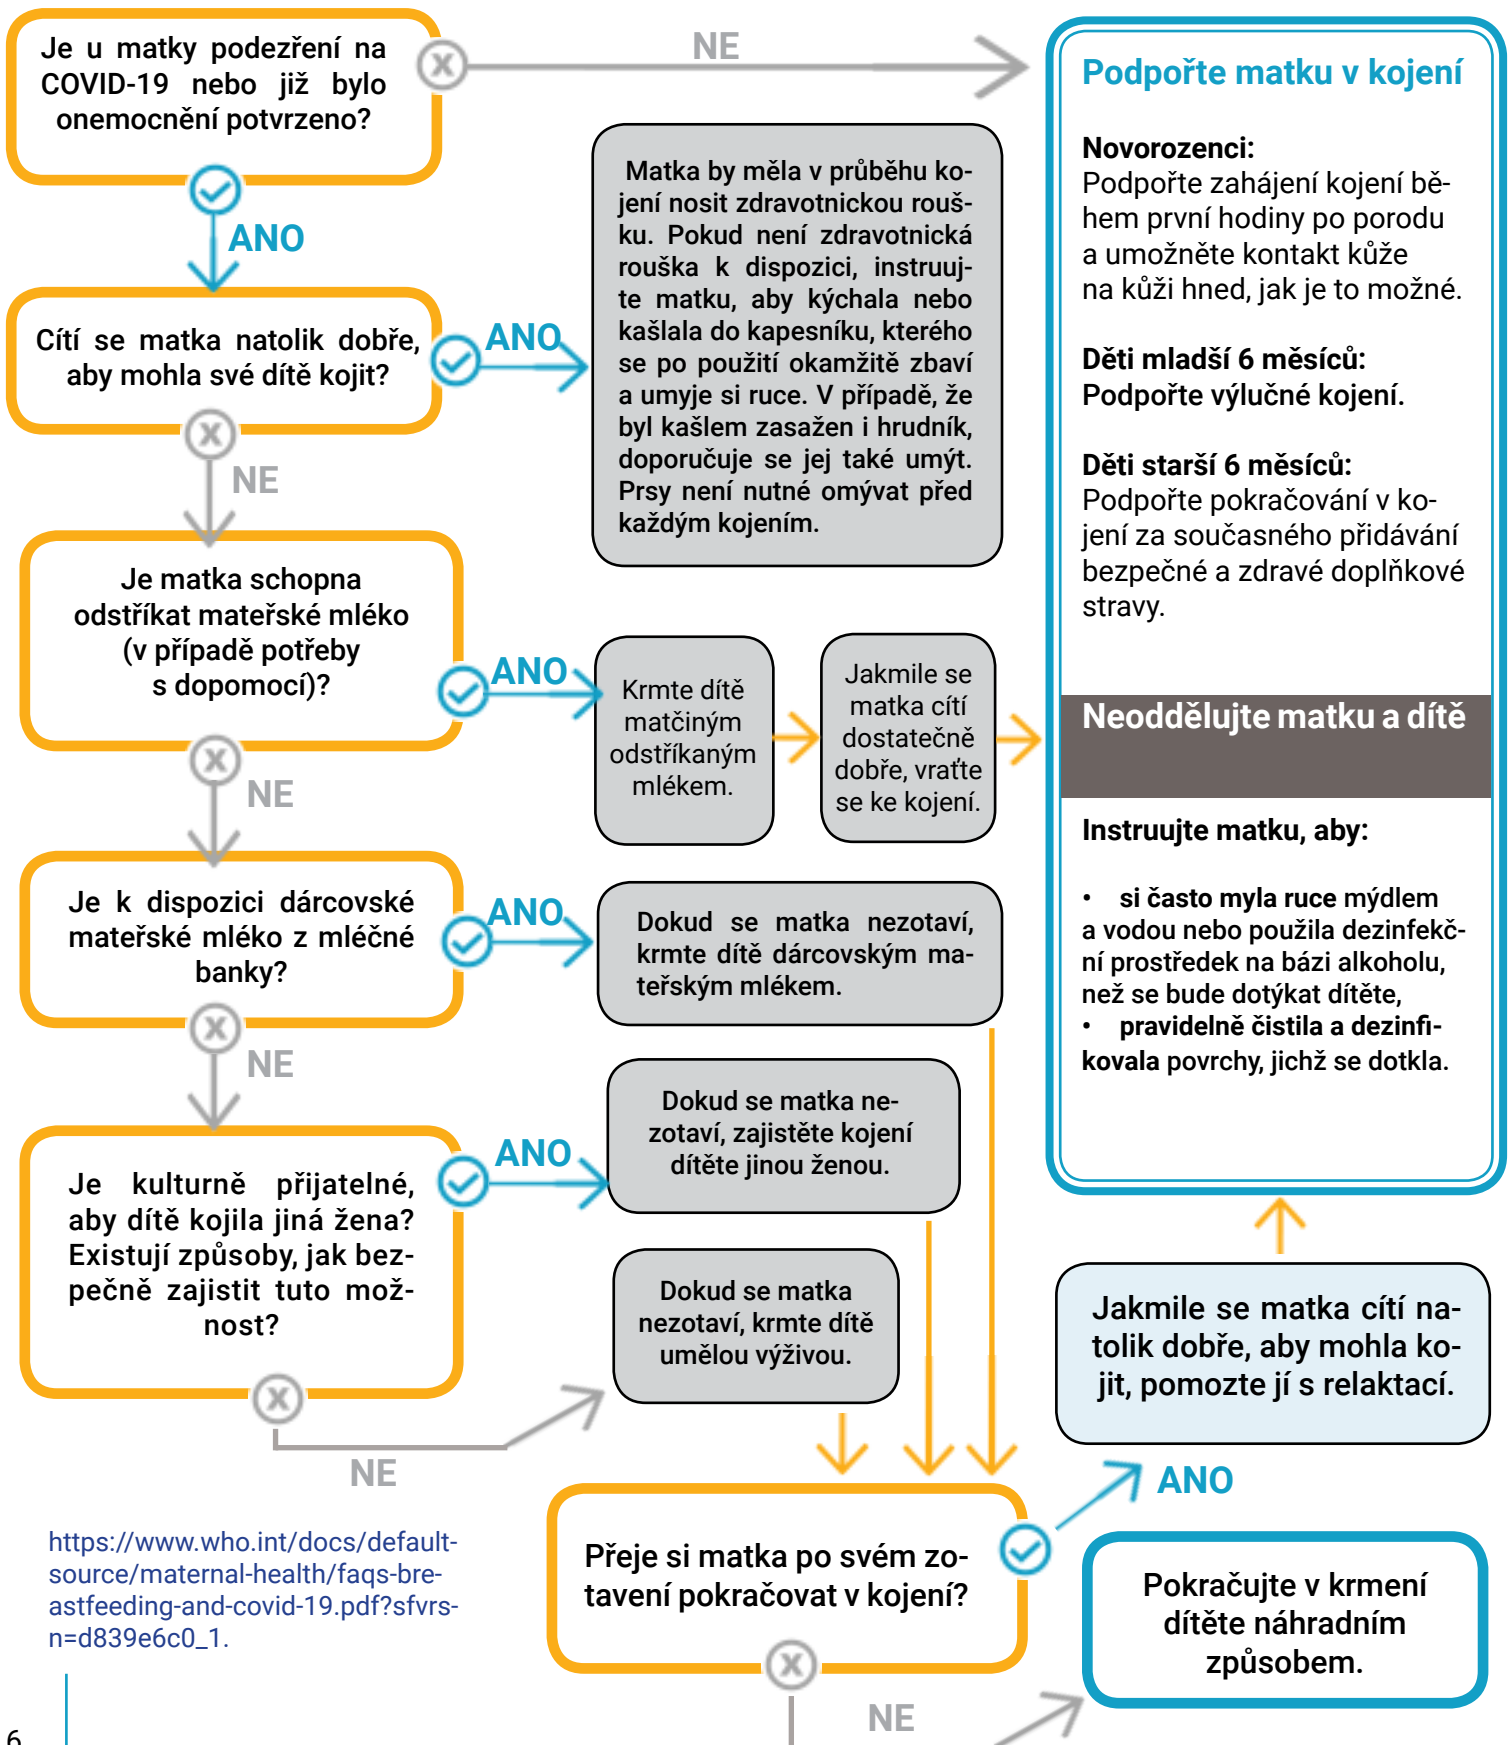 Je u matky podezření na
COVID-19 nebo již bylo
onemocnění potvrzeno?
X
NE
ANO
Cítí se matka natolik dobře,
aby mohla své dítě kojit?
ANO
X
NE
Matka by měla v průběhu ko-
jení nosit zdravotnickou rouš-
ku. Pokud není zdravotnická
rouška k dispozici, instruuj-
te matku, aby kýchala nebo
kašlala do kapesníku, kterého
se po použití okamžitě zbaví
a umyje si ruce. V případě, že
byl kašlem zasažen i hrudník,
doporučuje se jej také umýt.
Prsy není nutné omývat před
každým kojením.
Je matka schopna
odstříkat mateřské mléko
(v případě potřeby
s dopomocí)?
ANO
X
NE
Krmte dítě
matčiným
odstříkaným
mlékem.
Jakmile se
matka cítí
dostatečně
dobře, vraťte
se ke kojení.
Je k dispozici dárcovské
mateřské mléko z mléčné
banky?
ANO
X
NE
Dokud se matka nezotaví,
krmte dítě dárcovským ma-
teřským mlékem.
Je kulturně přijatelné,
aby dítě kojila jiná žena?
Existují způsoby, jak bez-
pečně zajistit tuto mož-
nost?
ANO
X
NE
Dokud se matka ne-
zotaví, zajistěte kojení
dítěte jinou ženou.
Dokud se matka
nezotaví, krmte dítě
umělou výživou.
Podpořte matku v kojení
Novorozenci:
Podpořte zahájení kojení bě-
hem první hodiny po porodu
a umožněte kontakt kůže
na kůži hned, jak je to možné.
Děti mladší 6 měsíců:
Podpořte výlučné kojení.
Děti starší 6 měsíců:
Podpořte pokračování v ko-
jení za současného přidávání
bezpečné a zdravé doplňkové
stravy.
Neoddělujte matku a dítě
Instruujte matku, aby:
• si často myla ruce mýdlem
a vodou nebo použila dezinfekč-
ní prostředek na bázi alkoholu,
než se bude dotýkat dítěte,
• pravidelně čistila a dezinfi-
kovala povrchy, jichž se dotkla.
Jakmile se matka cítí na-
tolik dobře, aby mohla ko-
jit, pomozte jí s relaktací.
ANO
Přeje si matka po svém zo-
tavení pokračovat v kojení?
X
NE
Pokračujte v krmení
dítěte náhradním
způsobem.
https://www.who.int/docs/default-
source/maternal-health/faqs-bre-
astfeeding-and-covid-19.pdf?sfvrs-
n=d839e6c0_1.
6